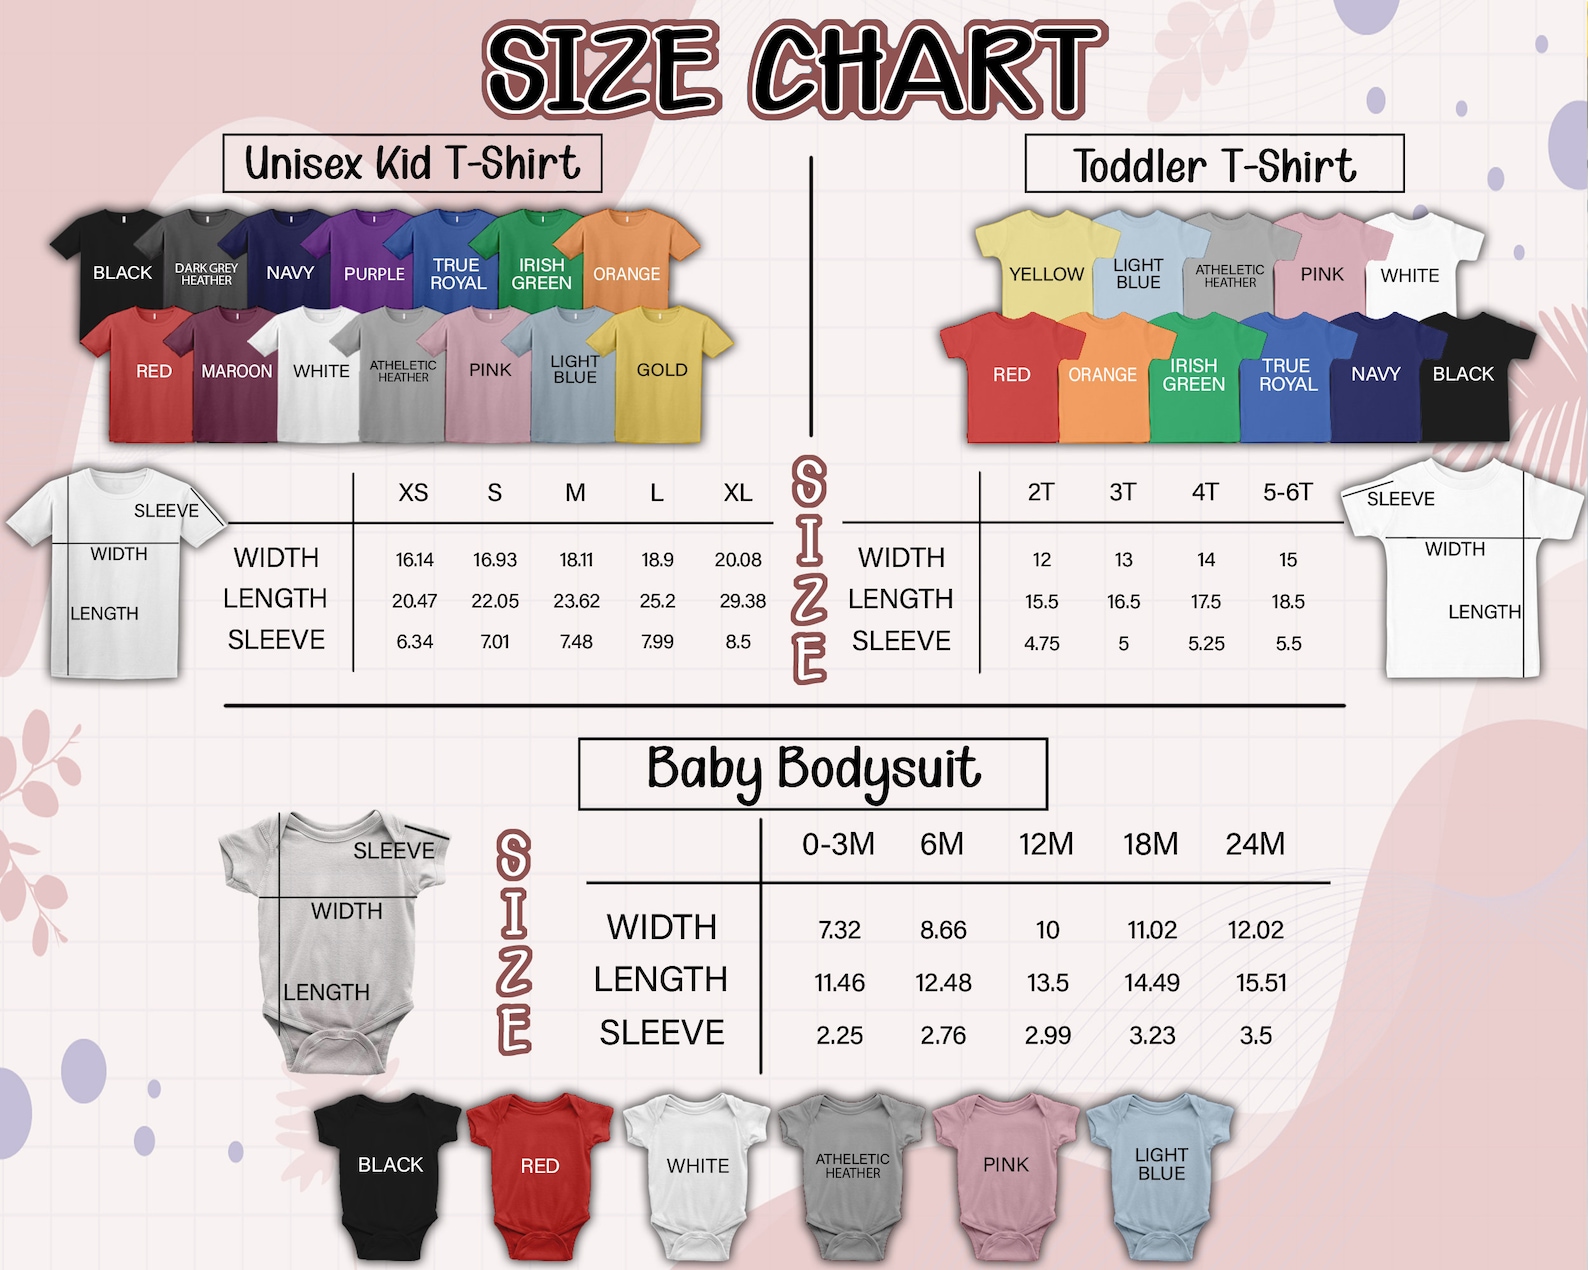 SIZE CHART
Unisex Kid T-Shirt
BLACK
DARK GREY
HEATHER
NAVY
PURPLE
TRUE
ROYAL
IRISH
GREEN
ORANGE
RED
MAROON
WHITE
ATHELETIC
HEATHER
PINK
LIGHT
BLUE
GOLD
SLEEVE
WIDTH
LENGTH
XS S M L XL
WIDTH 16.14 16.93 18.11 18.9 20.08
LENGTH 20.47 22.05 23.62 25.2 29.38
SLEEVE 6.34 7.01 7.48 7.99 8.5
SIZE
Toddler T-Shirt
YELLOW
LIGHT
BLUE
ATHELETIC
HEATHER
PINK
WHITE
RED
ORANGE
IRISH
GREEN
TRUE
ROYAL
NAVY
BLACK
2T 3T 4T 5-6T
WIDTH 12 13 14 15
LENGTH 15.5 16.5 17.5 18.5
SLEEVE 4.75 5 5.25 5.5
SLEEVE
WIDTH
LENGTH
Baby Bodysuit
SLEEVE
WIDTH
LENGTH
SIZE
0-3M 6M 12M 18M 24M
WIDTH 7.32 8.66 10 11.02 12.02
LENGTH 11.46 12.48 13.5 14.49 15.51
SLEEVE 2.25 2.76 2.99 3.23 3.5
BLACK
RED
WHITE
ATHELETIC
HEATHER
PINK
LIGHT
BLUE